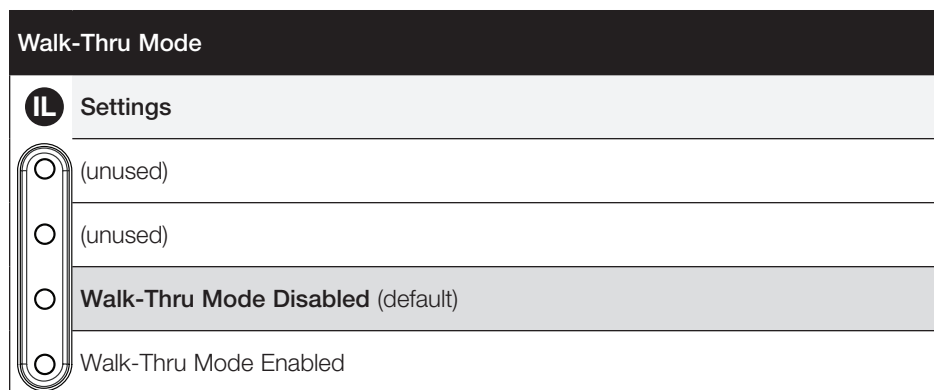 Walk-Thru Mode
IL Settings
(unused)
(unused)
Walk-Thru Mode Disabled (default)
Walk-Thru Mode Enabled